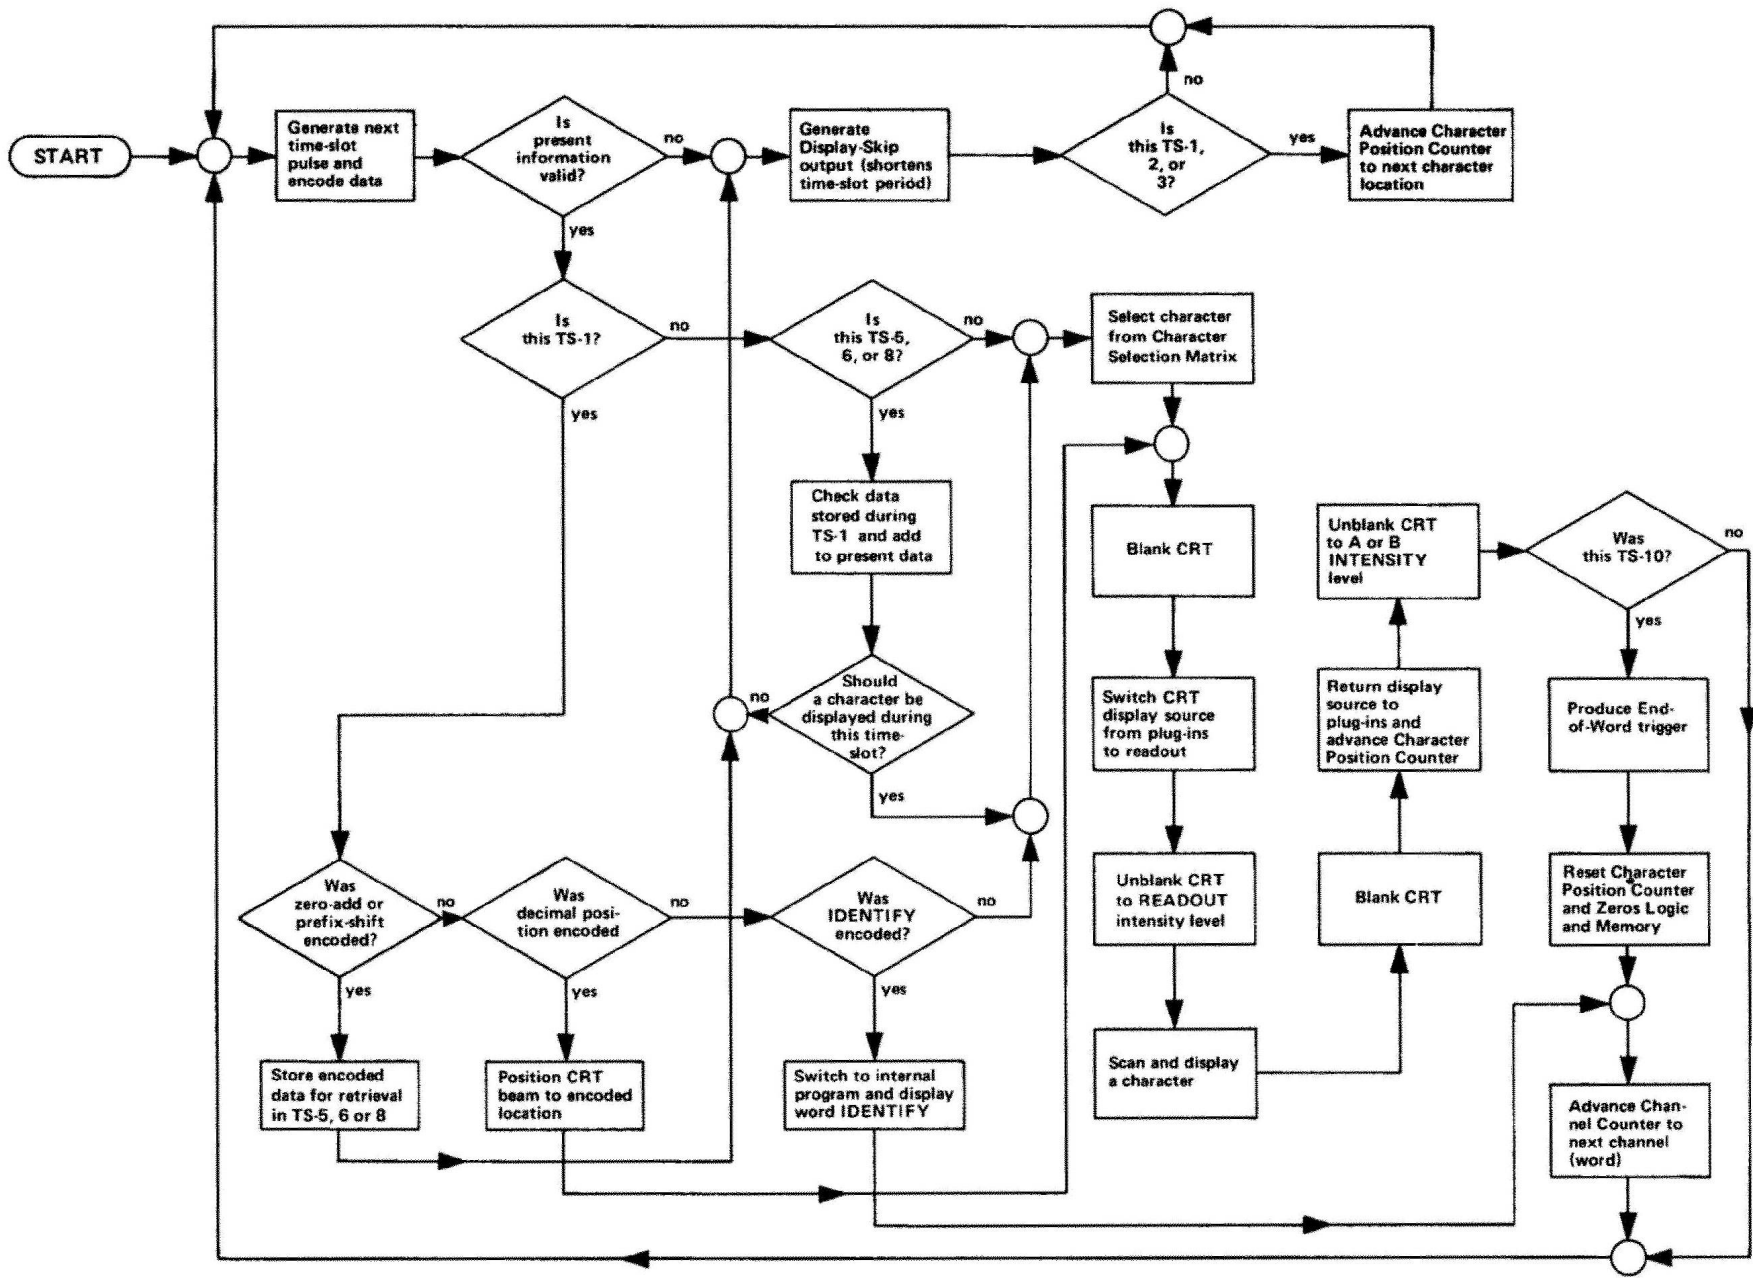 START
Generate next
time-slot
pulse and
encode data
Is
present
information
valid?
no
yes
Generate
Display-Skip
output (shortens
time-slot period)
Is
this TS-1,
2, or
3?
no
yes
Advance Character
Position Counter
to next character
location
Is
this TS-1?
no
yes
Is
this TS-5,
6, or 8?
no
yes
Select character
from Character
Selection Matrix
Check data
stored during
TS-1 and add
to present data
Should
a character be
displayed during
this time-
slot?
no
yes
Blank CRT
Switch CRT
display source
from plug-ins
to readout
Unblank CRT
to READOUT
intensity level
Scan and display
a character
Blank CRT
Return display
source to
plug-ins and
advance Character
Position Counter
Unblank CRT
to A or B
INTENSITY
level
Was
this TS-10?
no
yes
Produce End-
of-Word trigger
Reset Character
Position Counter
and Zeros Logic
and Memory
Advance Chan-
nel Counter to
next channel
(word)
Was
zero-add or
prefix-shift
encoded?
no
yes
Was
decimal posi-
tion encoded
no
yes
Was
IDENTIFY
encoded?
no
yes
Store encoded
data for retrieval
in TS-5, 6 or 8
Position CRT
beam to encoded
location
Switch to internal
program and display
word IDENTIFY